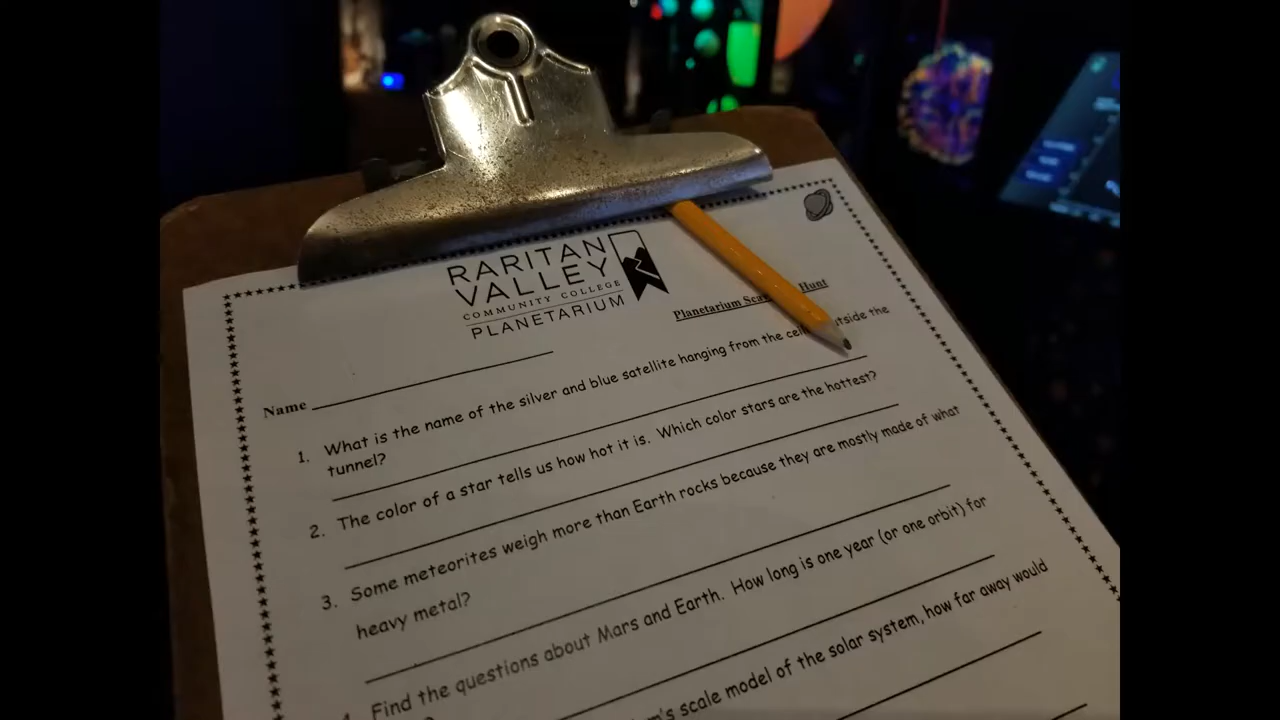 RARITAN
VALLEY
COMMUNITY COLLEGE
PLANETARIUM
Planetarium Hunt
Name
1. What is the name of the silver and blue satellite hanging from the the
tunnel?
2. The color of a star tells us how hot it is. Which color stars are the hottest?
3. Some meteorites weigh more than Earth rocks because they are mostly made of what
heavy metal?
Find the questions about Mars and Earth. How long is one year (or one orbit) for
scale model of the solar system, how far away would